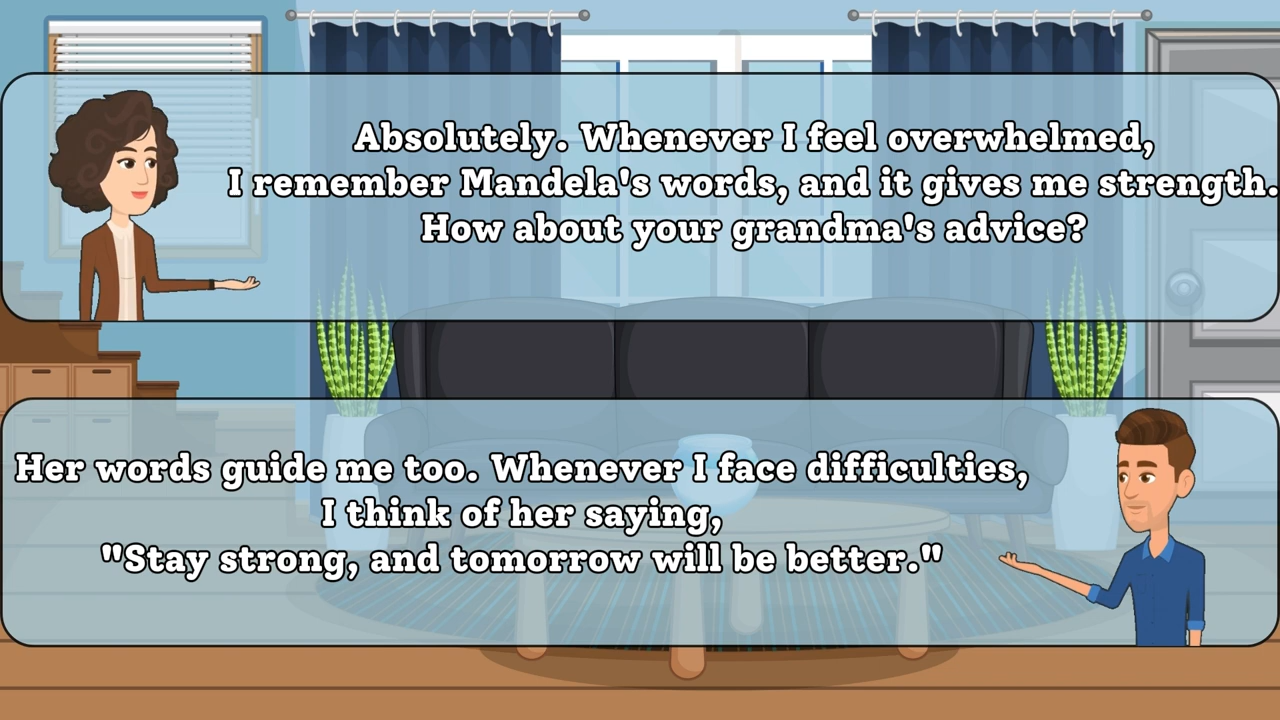 Absolutely. Whenever I feel overwhelmed,
I remember Mandela's words, and it gives me strength.
How about your grandma's advice?
Her words guide me too. Whenever I face difficulties,
I think of her saying,
"Stay strong, and tomorrow will be better."